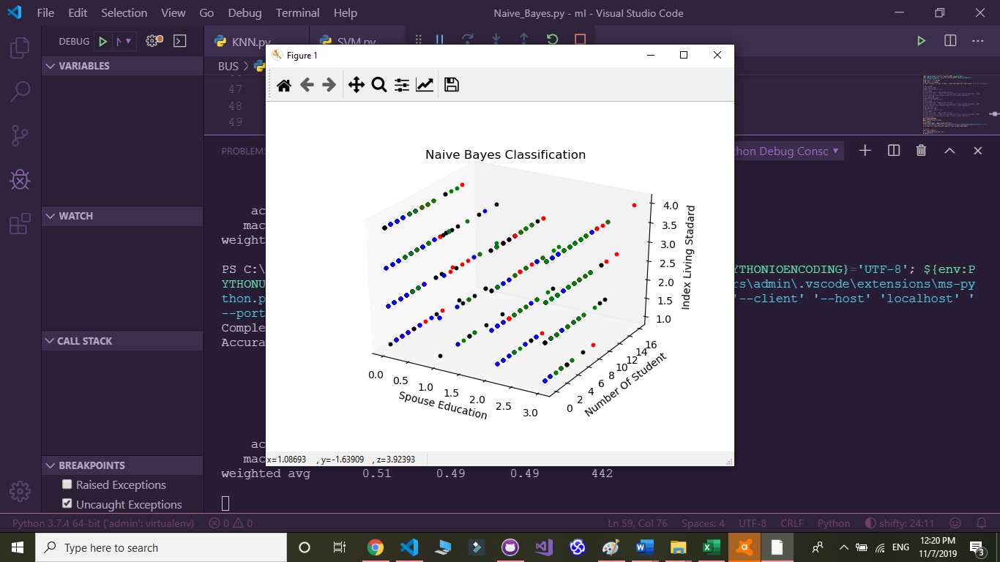 File Edit Selection View Go Debug Terminal Help
Naive_Bayes.py - ml - Visual Studio Code
DEBUG N
KNN.py
SVM.py
VARIABLES
WATCH
CALL STACK
BREAKPOINTS
Raised Exceptions
Uncaught Exceptions
BUS
47
48
49
PROBLEMS
thon Debug Consc
ac
mac
weight
PS C:\
YTHONIOENCODING}='UTF-8'; ${env:P
YTHONU
rs\admin\.vscode\extensions\ms-py
thon.p
'--client' '--host' 'localhost' '
--port
Comple
Accura
ac
mac
weighted avg 0.51 0.49 0.49 442
Figure 1
Naive Bayes Classification
4.0
3.5
3.0
2.5
2.0
1.5
1.0
Index Living Stadard
16
14
12
10
8
6
4
2
0
Number Of Student
0.0
0.5
1.0
1.5
2.0
2.5
3.0
Spouse Education
x=1.08693 , y=-1.63909 , z=3.92393
Python 3.7.4 64-bit ('admin': virtualenv) 0 0
Ln 59, Col 76 Spaces: 4 UTF-8 CRLF Python shifty: 24:11
Type here to search
ENG
12:20 PM
11/7/2019
3